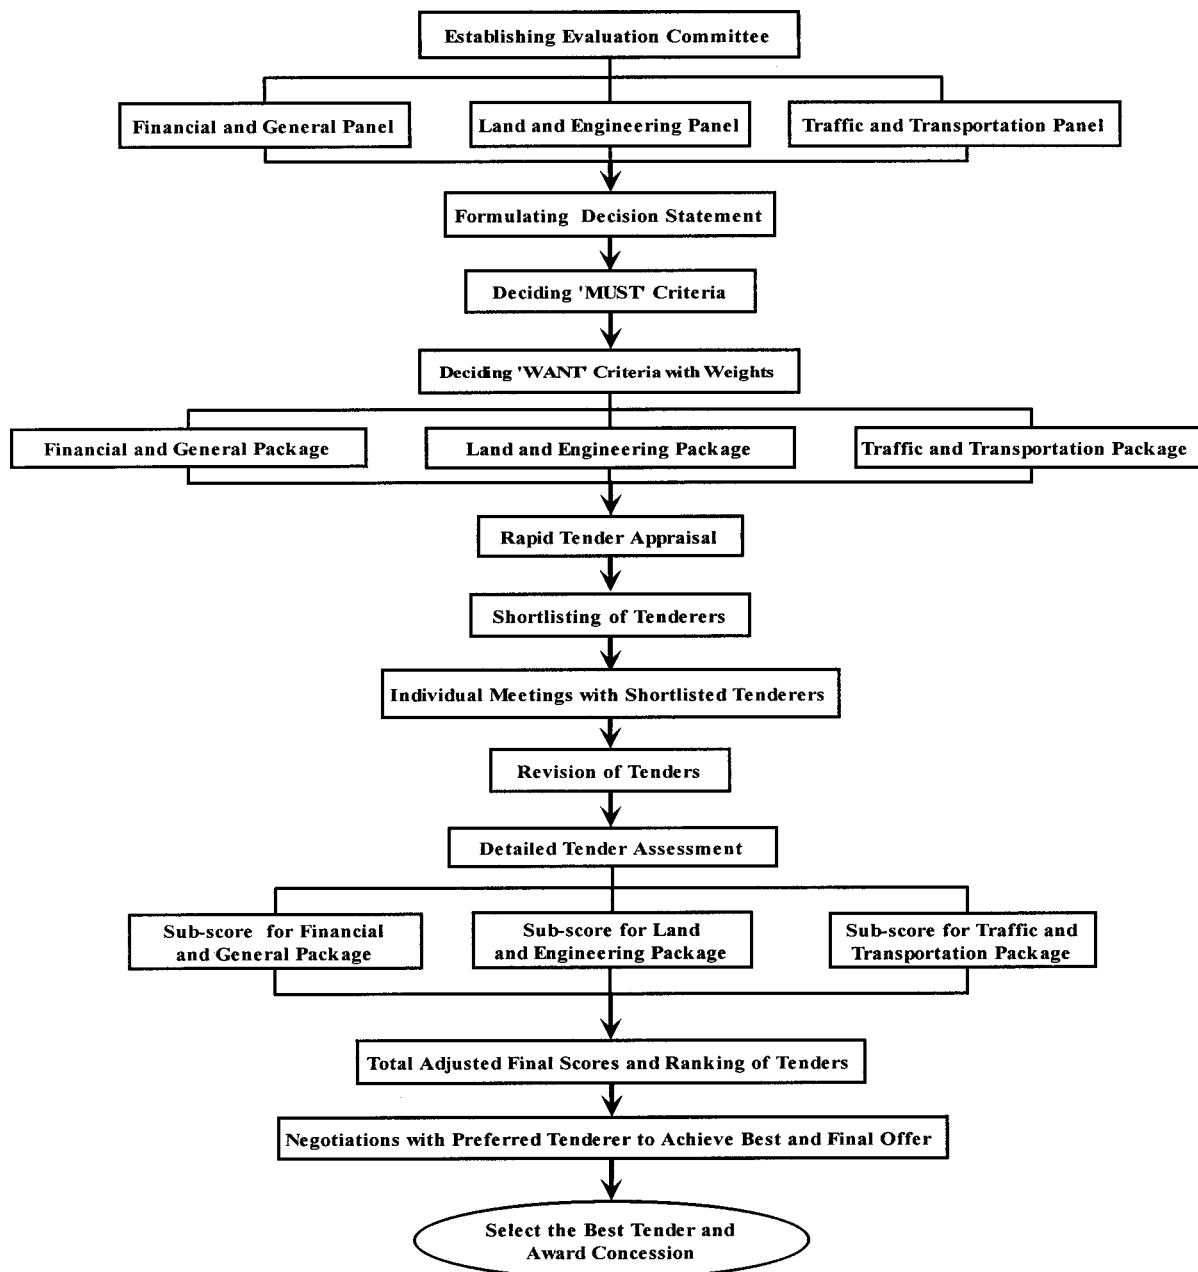 Establishing Evaluation Committee
Financial and General Panel
Land and Engineering Panel
Traffic and Transportation Panel
Formulating Decision Statement
Deciding 'MUST' Criteria
Deciding 'WANT' Criteria with Weights
Financial and General Package
Land and Engineering Package
Traffic and Transportation Package
Rapid Tender Appraisal
Shortlisting of Tenderers
Individual Meetings with Shortlisted Tenderers
Revision of Tenders
Detailed Tender Assessment
Sub-score for Financial
and General Package
Sub-score for Land
and Engineering Package
Sub-score for Traffic and
Transportation Package
Total Adjusted Final Scores and Ranking of Tenders
Negotiations with Preferred Tenderer to Achieve Best and Final Offer
Select the Best Tender and
Award Concession